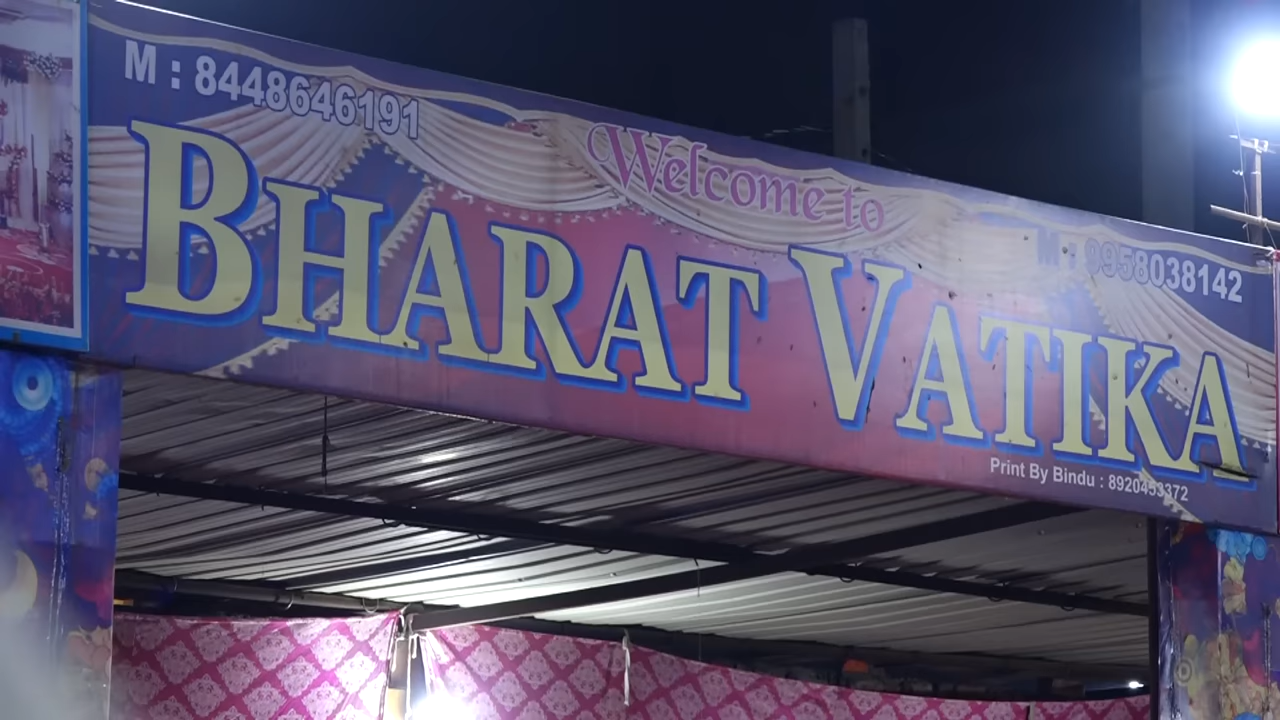 M : 8448646191
Welcome to
M : 9958038142
BHARAT VATIKA
Print By Bindu : 8920453372